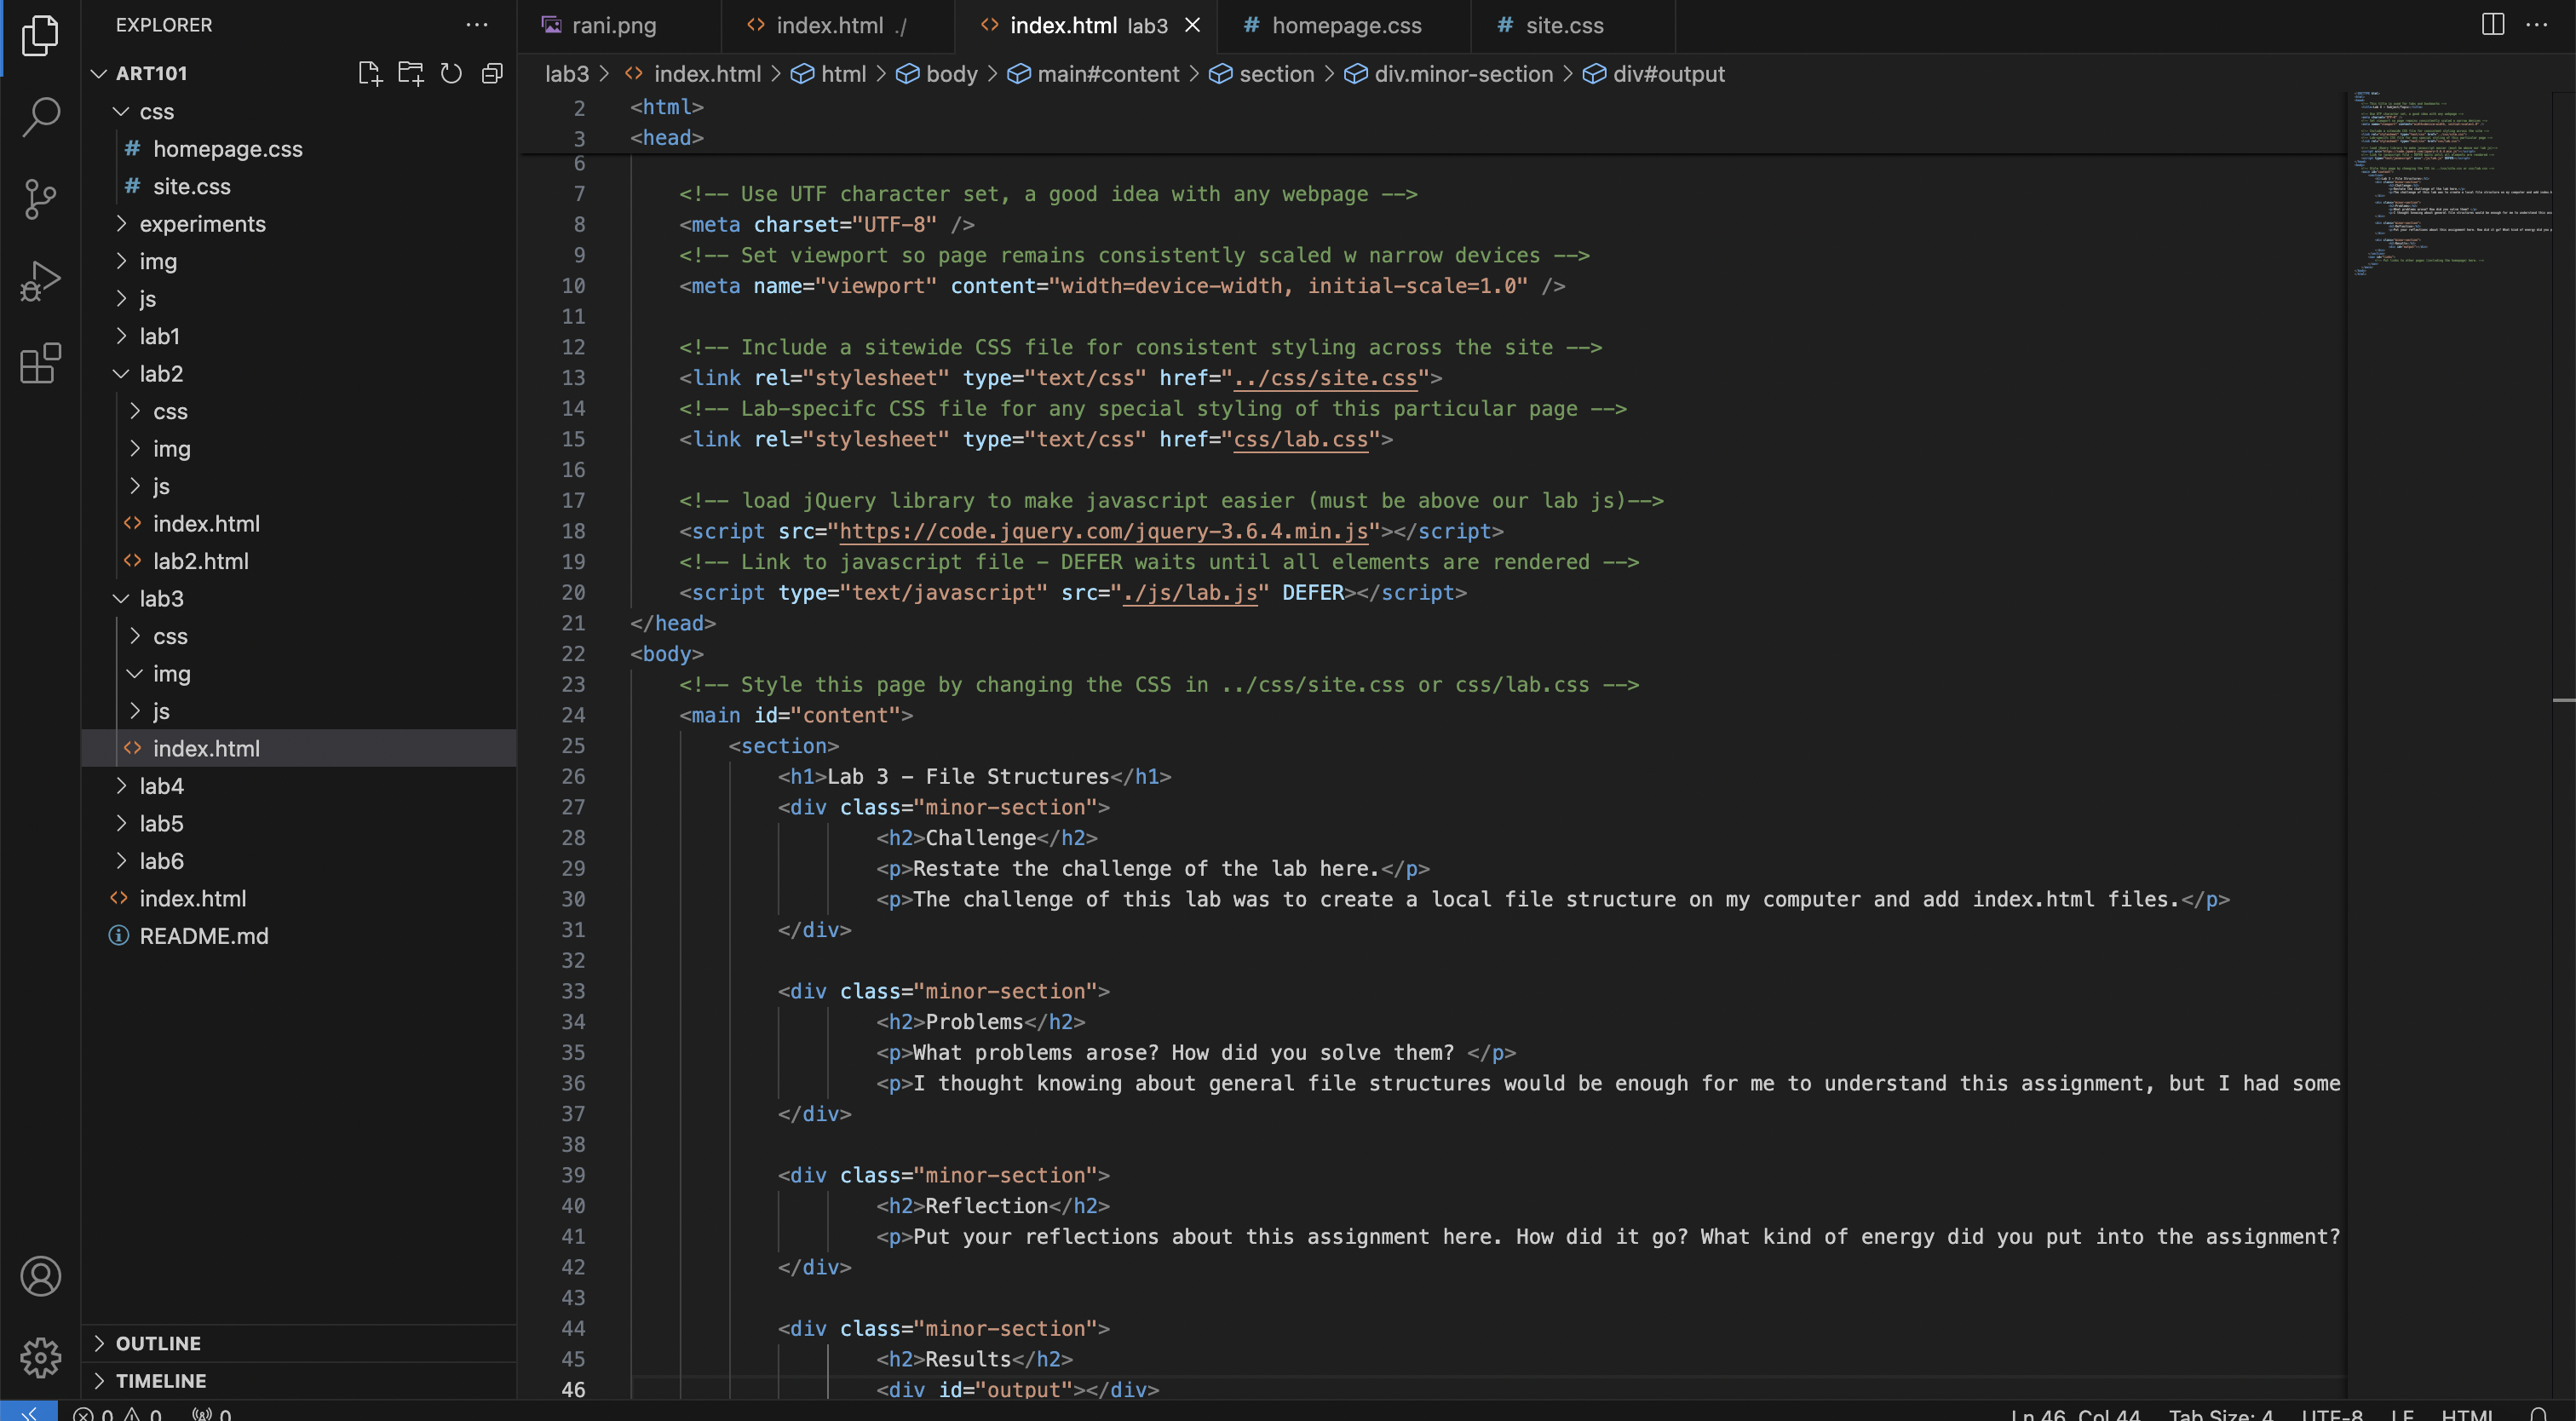 EXPLORER
ART101
css
# homepage.css
# site.css
experiments
img
js
lab1
lab2
css
img
js
index.html
lab2.html
lab3
css
img
js
index.html
lab4
lab5
lab6
index.html
README.md
OUTLINE
TIMELINE
rani.png
index.html ./
index.html lab3
# homepage.css
# site.css
lab3 > index.html > html > body > main#content > section > div.minor-section > div#output
2 <html>
3 <head>
6
7 <!-- Use UTF character set, a good idea with any webpage -->
8 <meta charset="UTF-8" />
9 <!-- Set viewport so page remains consistently scaled w narrow devices -->
10 <meta name="viewport" content="width=device-width, initial-scale=1.0" />
11
12 <!-- Include a sitewide CSS file for consistent styling across the site -->
13 <link rel="stylesheet" type="text/css" href="../css/site.css">
14 <!-- Lab-specifc CSS file for any special styling of this particular page -->
15 <link rel="stylesheet" type="text/css" href="css/lab.css">
16
17 <!-- load jQuery library to make javascript easier (must be above our lab js)-->
18 <script src="https://code.jquery.com/jquery-3.6.4.min.js"></script>
19 <!-- Link to javascript file - DEFER waits until all elements are rendered -->
20 <script type="text/javascript" src="./js/lab.js" DEFER></script>
21 </head>
22 <body>
23 <!-- Style this page by changing the CSS in ../css/site.css or css/lab.css -->
24 <main id="content">
25 <section>
26 <h1>Lab 3 - File Structures</h1>
27 <div class="minor-section">
28 <h2>Challenge</h2>
29 <p>Restate the challenge of the lab here.</p>
30 <p>The challenge of this lab was to create a local file structure on my computer and add index.html files.</p>
31 </div>
32
33 <div class="minor-section">
34 <h2>Problems</h2>
35 <p>What problems arose? How did you solve them? </p>
36 <p>I thought knowing about general file structures would be enough for me to understand this assignment, but I had some
37 </div>
38
39 <div class="minor-section">
40 <h2>Reflection</h2>
41 <p>Put your reflections about this assignment here. How did it go? What kind of energy did you put into the assignment?
42 </div>
43
44 <div class="minor-section">
45 <h2>Results</h2>
46 <div id="output"></div>
0 0 0
Ln 46, Col 44 Tab Size: 4 UTF-8 LF HTML